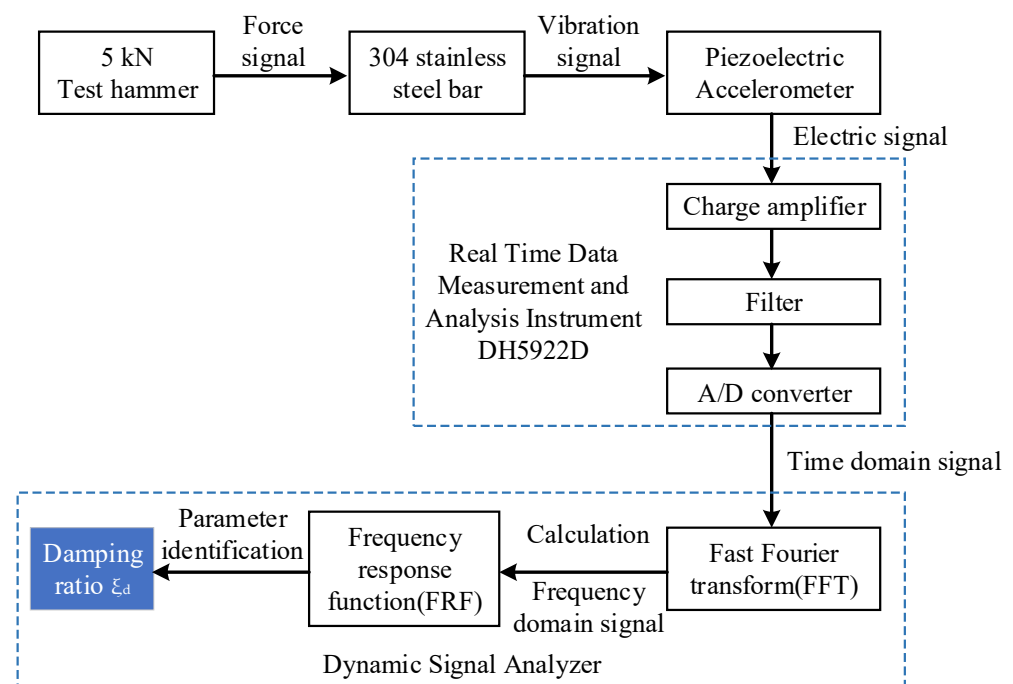 5 kN
Test hammer
Force
signal
304 stainless
steel bar
Vibration
signal
Piezoelectric
Accelerometer
Electric signal
Charge amplifier
Real Time Data
Measurement and
Analysis Instrument
DH5922D
Filter
A/D converter
Time domain signal
Damping
ratio ξd
Parameter
identification
Frequency
response
function(FRF)
Calculation
Frequency
domain signal
Fast Fourier
transform(FFT)
Dynamic Signal Analyzer